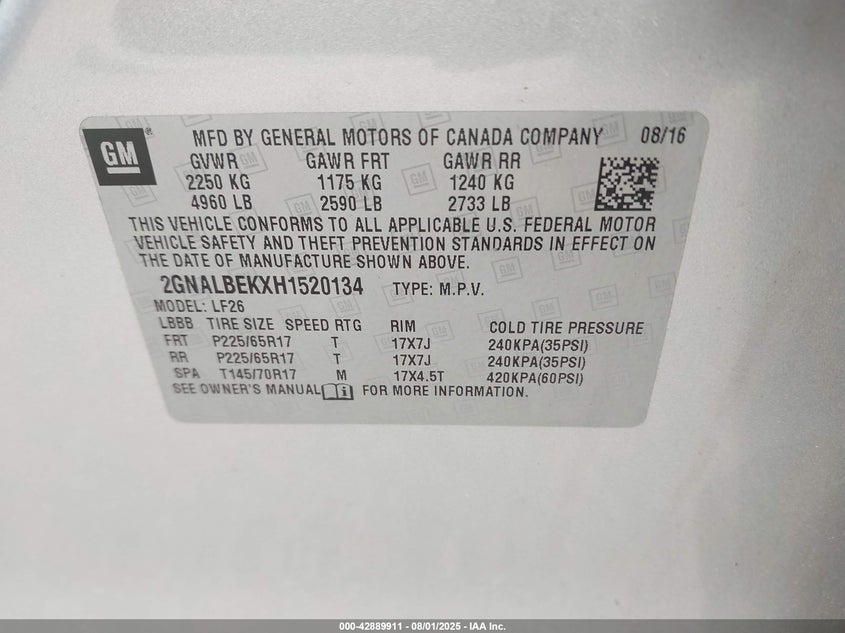 GM ® MFD BY GENERAL MOTORS OF CANADA COMPANY 08/16
GVWR GAWR FRT GAWR RR
2250 KG 1175 KG 1240 KG
4960 LB 2590 LB 2733 LB
THIS VEHICLE CONFORMS TO ALL APPLICABLE U.S. FEDERAL MOTOR
VEHICLE SAFETY AND THEFT PREVENTION STANDARDS IN EFFECT ON
THE DATE OF MANUFACTURE SHOWN ABOVE.
2GNALBEKXH1520134 TYPE: M.P.V.
MODEL: LF26
LBBB TIRE SIZE SPEED RTG RIM COLD TIRE PRESSURE
FRT P225/65R17 T 17X7J 240KPA(35PSI)
RR P225/65R17 T 17X7J 240KPA(35PSI)
SPA T145/70R17 M 17X4.5T 420KPA(60PSI)
SEE OWNER'S MANUAL FOR MORE INFORMATION.
000-42889911 - 08/01/2025 - IAA Inc.